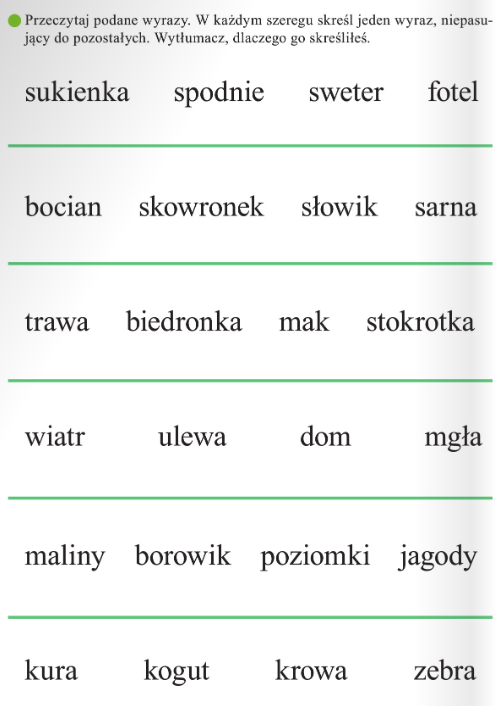 Przeczytaj podane wyrazy. W każdym szeregu skreśl jeden wyraz, niepasu-
jący do pozostałych. Wytłumacz, dlaczego go skreśliłeś.
sukienka spodnie sweter fotel
bocian skowronek słowik sarna
trawa biedronka mak stokrotka
wiatr ulewa dom mgła
maliny borowik poziomki jagody
kura kogut krowa zebra